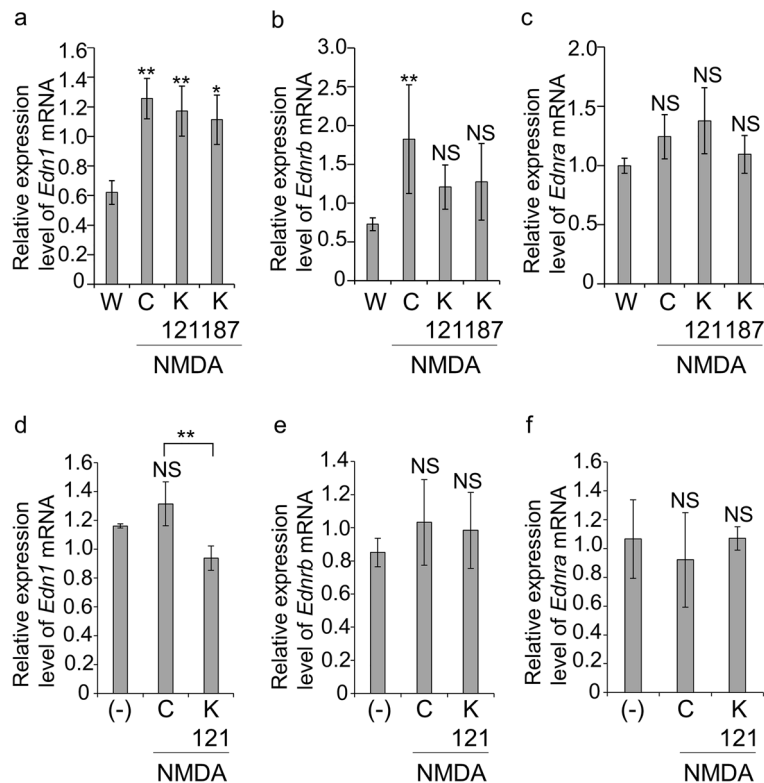 a
Relative expression
level of Edn1 mRNA
1.6
1.4
1.2
1.0
0.8
0.6
0.4
0.2
0
**
**
*
W C K K
121 187
NMDA
b
Relative expression
level of Ednrb mRNA
3.0
2.5
2.0
1.5
1.0
0.5
0
**
NS
NS
W C K K
121 187
NMDA
c
Relative expression
level of Ednra mRNA
2.0
1.5
1.0
0.5
0
NS
NS
NS
W C K K
121 187
NMDA
d
Relative expression
level of Edn1 mRNA
1.6
1.4
1.2
1.0
0.8
0.6
0.4
0.2
0
**
NS
(-) C K
121
NMDA
e
Relative expression
level of Ednrb mRNA
1.4
1.2
1.0
0.8
0.6
0.4
0.2
0
NS
NS
(-) C K
121
NMDA
f
Relative expression
level of Ednra mRNA
1.6
1.4
1.2
1.0
0.8
0.6
0.4
0.2
0
NS
NS
(-) C K
121
NMDA